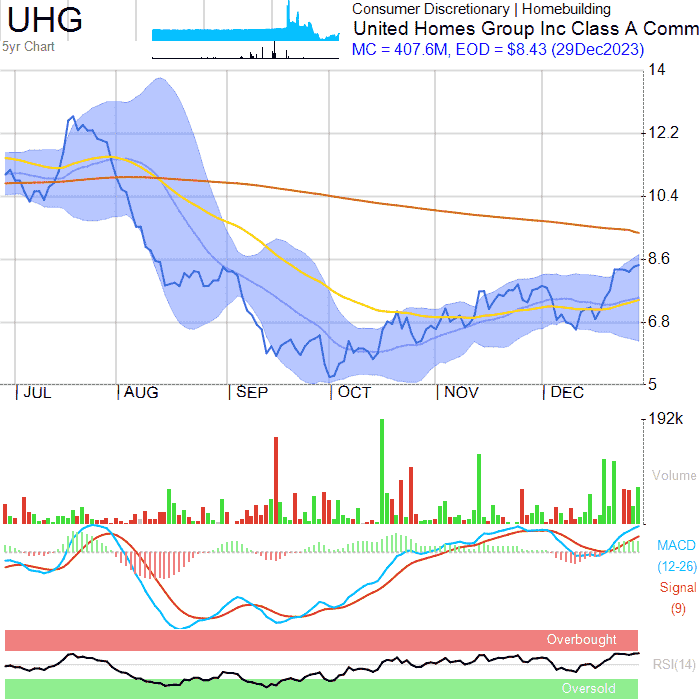 UHG
5yr Chart
Consumer Discretionary | Homebuilding
United Homes Group Inc Class A Comm
MC = 407.6M, EOD = $8.43 (29Dec2023)
14
12.2
10.4
8.6
6.8
5
JUL AUG SEP OCT NOV DEC
192k
Volume
MACD
(12-26)
Signal
(9)
Overbought
RSI(14)
Oversold